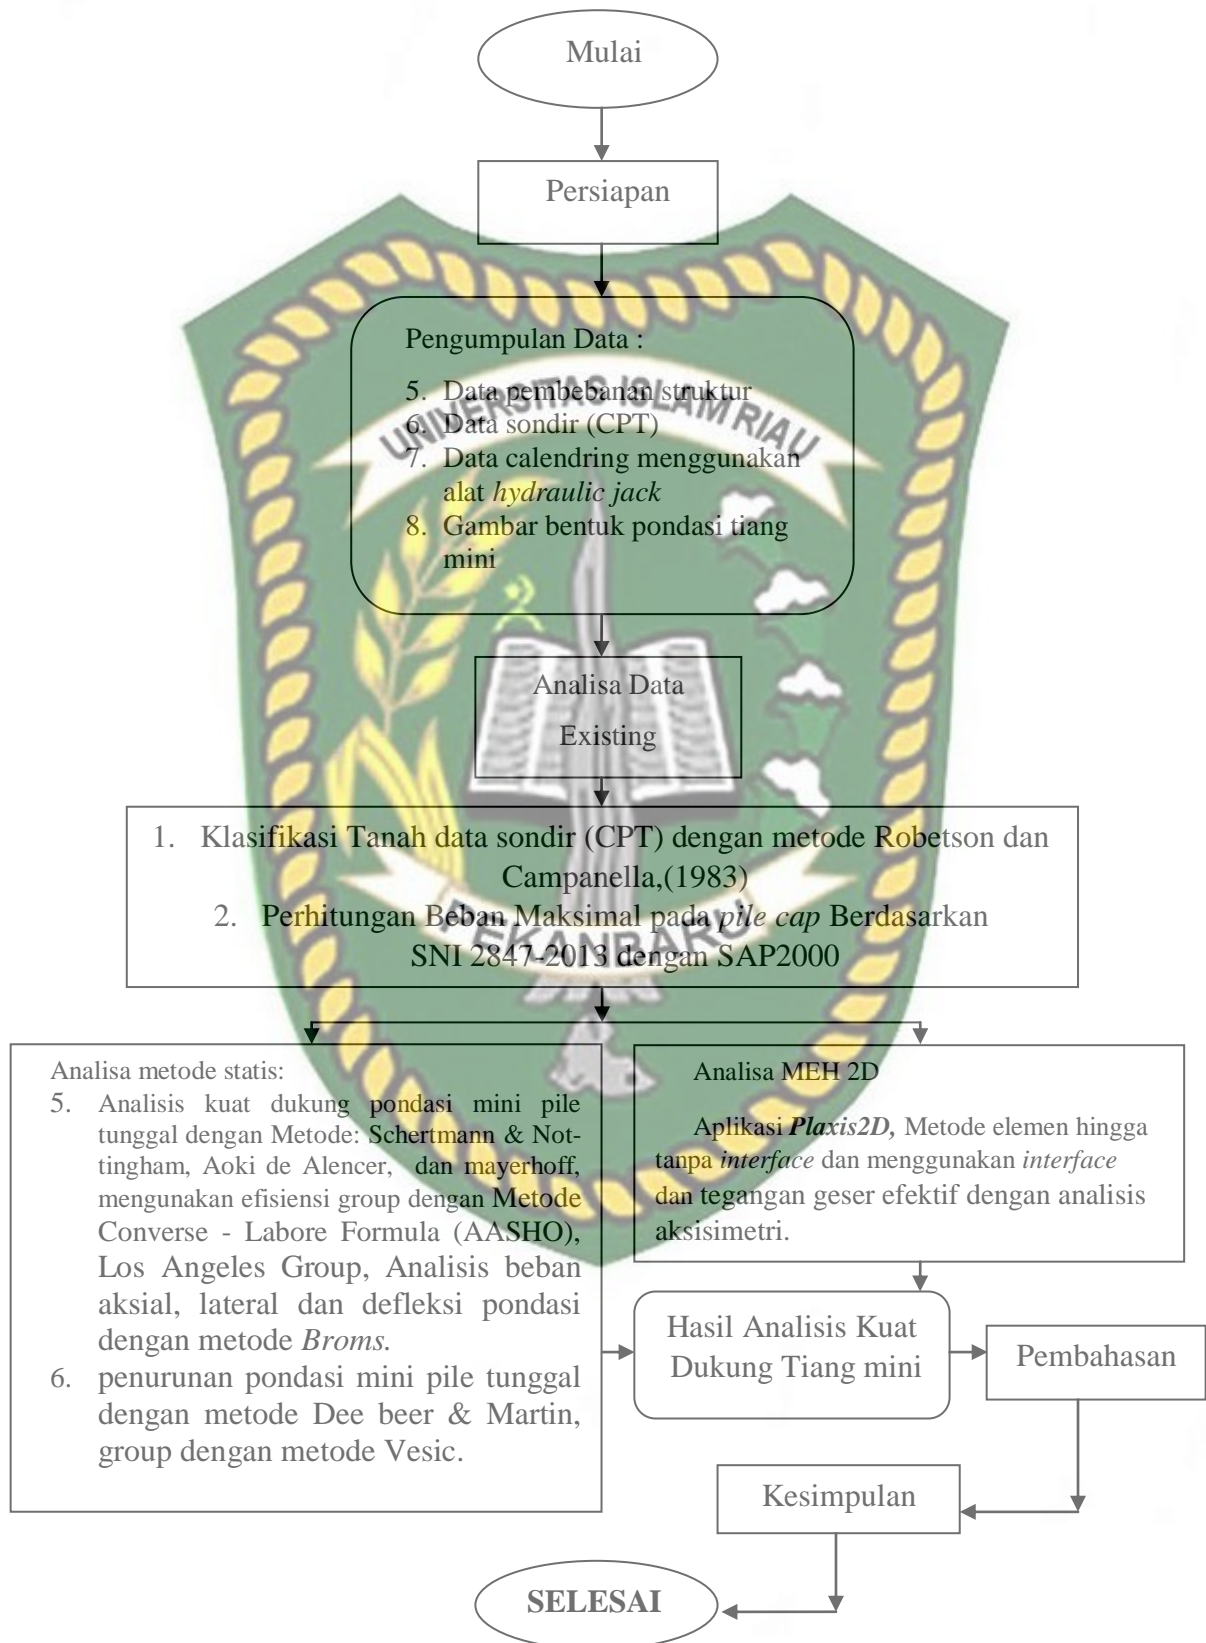 Mulai
Persiapan
Pengumpulan Data :
5. Data pembebanan struktur
6. Data sondir (CPT)
7. Data calendring menggunakan
alat hydraulic jack
8. Gambar bentuk pondasi tiang
mini
UNIVERSITAS ISLAM RIAU
Analisa Data
Existing
1. Klasifikasi Tanah data sondir (CPT) dengan metode Robetson dan
Campanella,(1983)
2. Perhitungan Beban Maksimal pada pile cap Berdasarkan
SNI 2847-2013 dengan SAP2000
PEKANBARU
Analisa metode statis:
5. Analisis kuat dukung pondasi mini pile
tunggal dengan Metode: Schertmann & Not-
tingham, Aoki de Alencer, dan mayerhoff,
mengunakan efisiensi group dengan Metode
Converse - Labore Formula (AASHO),
Los Angeles Group, Analisis beban
aksial, lateral dan defleksi pondasi
dengan metode Broms.
6. penurunan pondasi mini pile tunggal
dengan metode Dee beer & Martin,
group dengan metode Vesic.
Analisa MEH 2D
Aplikasi Plaxis2D, Metode elemen hingga
tanpa interface dan menggunakan interface
dan tegangan geser efektif dengan analisis
aksisimetri.
Hasil Analisis Kuat
Dukung Tiang mini
Pembahasan
Kesimpulan
SELESAI